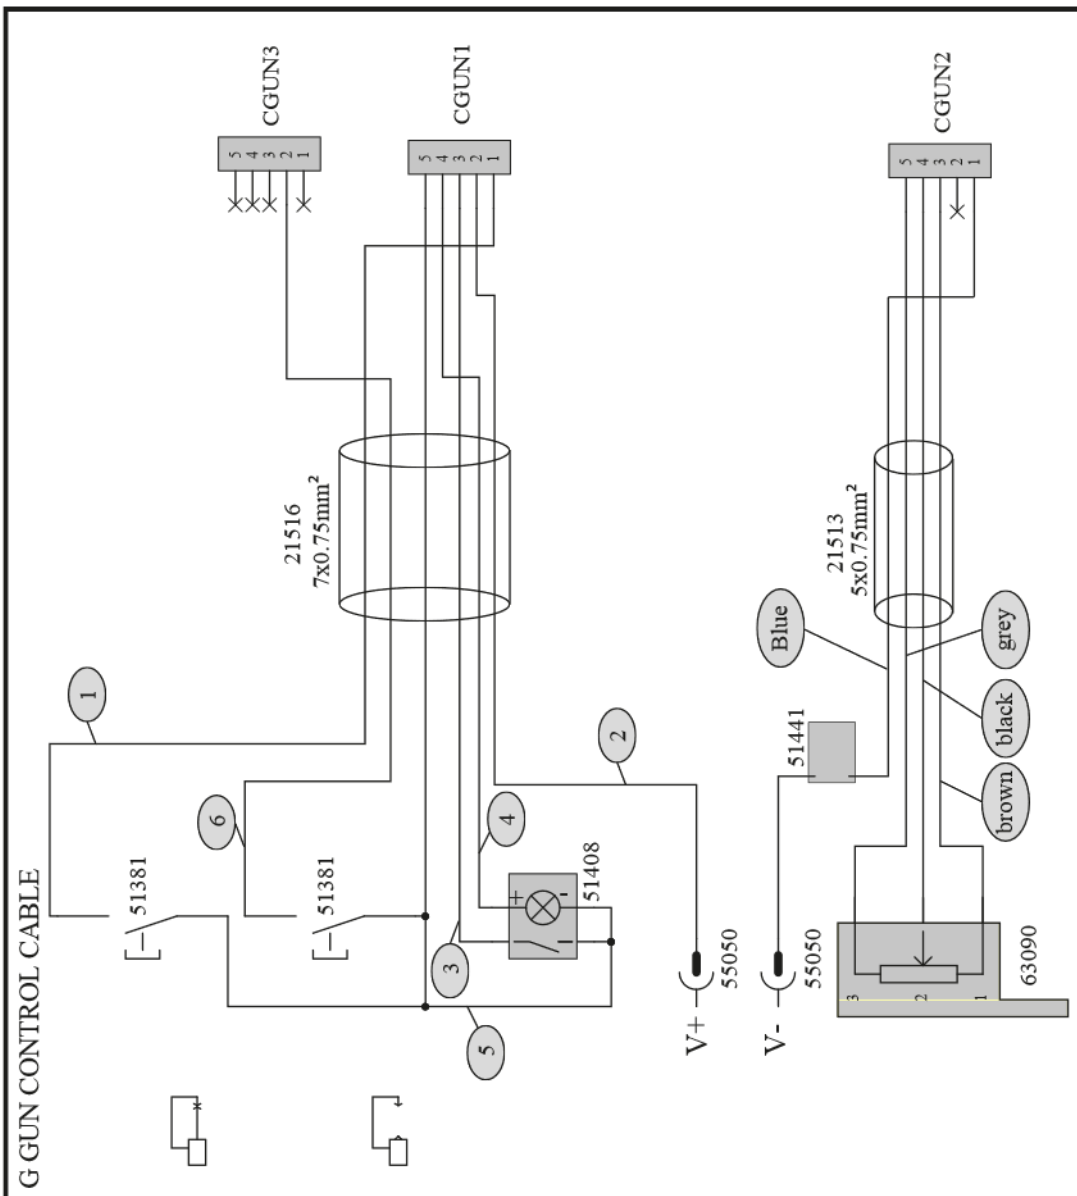 G GUN CONTROL CABLE
CGUN3
5
4
3
2
1
CGUN1
5
4
3
2
1
CGUN2
5
4
3
2
1
21516
7x0.75mm²
21513
5x0.75mm²
1
6
2
4
3
5
51381
51381
51408
+
-
Blue
grey
black
brown
51441
55050
55050
V+
V-
63090
3
2
1